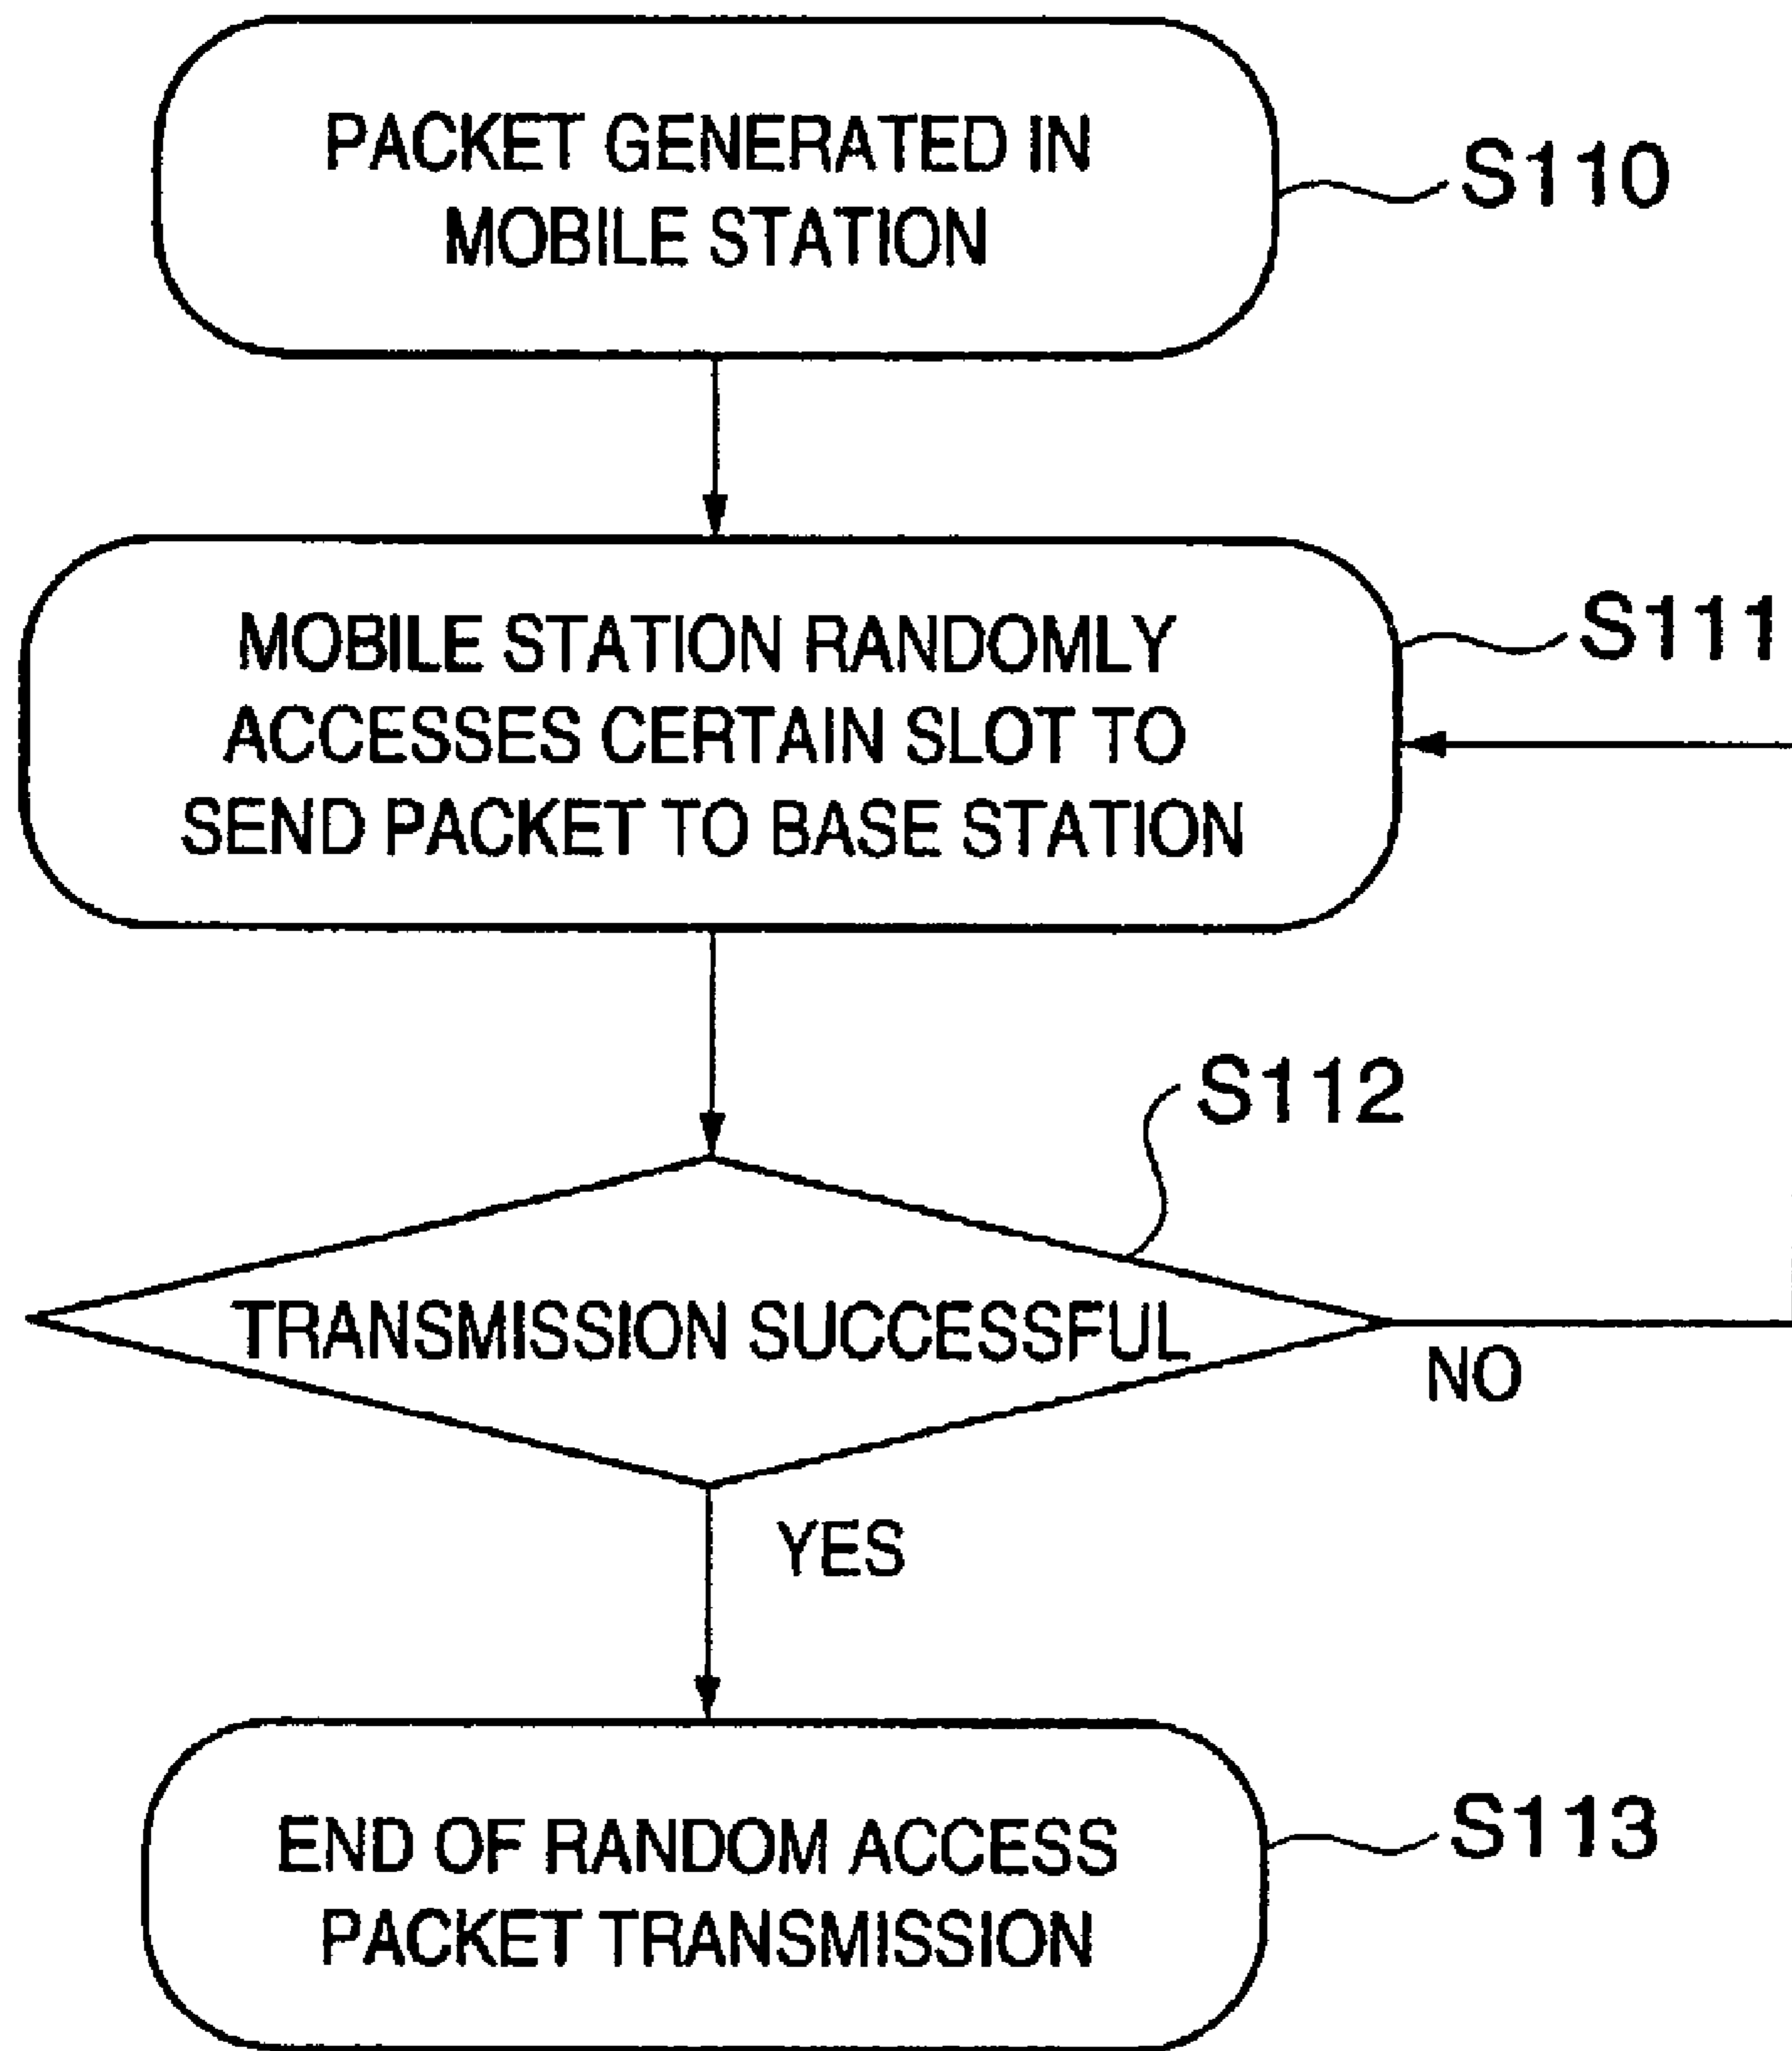 PACKET GENERATED IN
MOBILE STATION
S110
MOBILE STATION RANDOMLY
ACCESSES CERTAIN SLOT TO
SEND PACKET TO BASE STATION
S111
S112
TRANSMISSION SUCCESSFUL
NO
YES
END OF RANDOM ACCESS
PACKET TRANSMISSION
S113